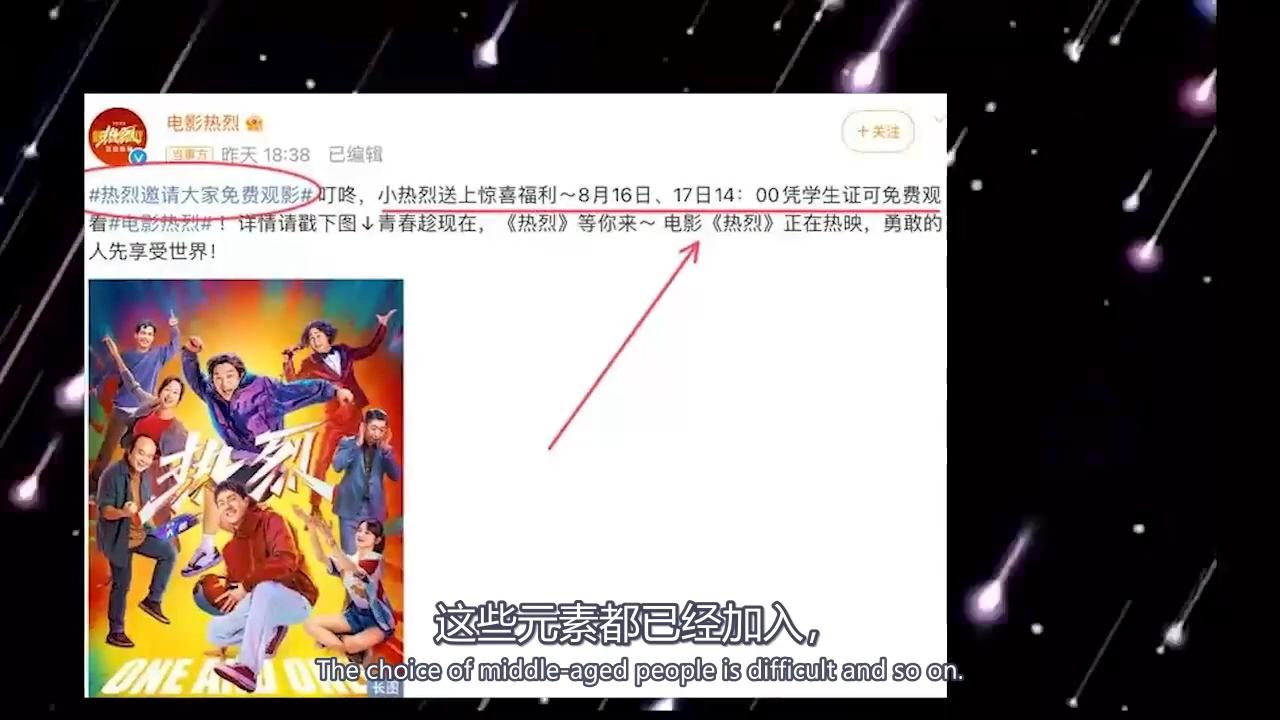 电影热烈
+关注
当事方 昨天 18:38 已编辑
#热烈邀请大家免费观影# 叮咚，小热烈送上惊喜福利～8月16日、17日14：00凭学生证可免费观
看#电影热烈#！详情请戳下图↓青春趁现在，《热烈》等你来～ 电影《热烈》正在热映，勇敢的
人先享受世界！
热烈
热烈
ONE AND ON
长图
这些元素都已经加入，
The choice of middle-aged people is difficult and so on.